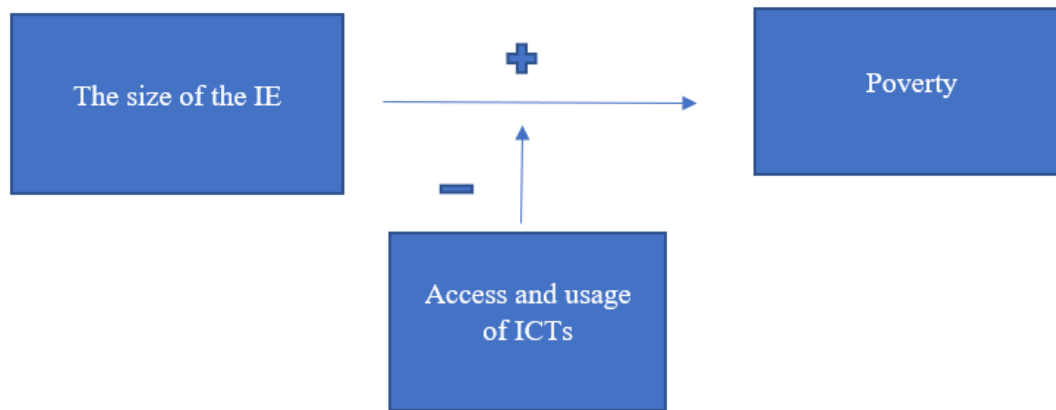 The size of the IE
Poverty
Access and usage
of ICTs